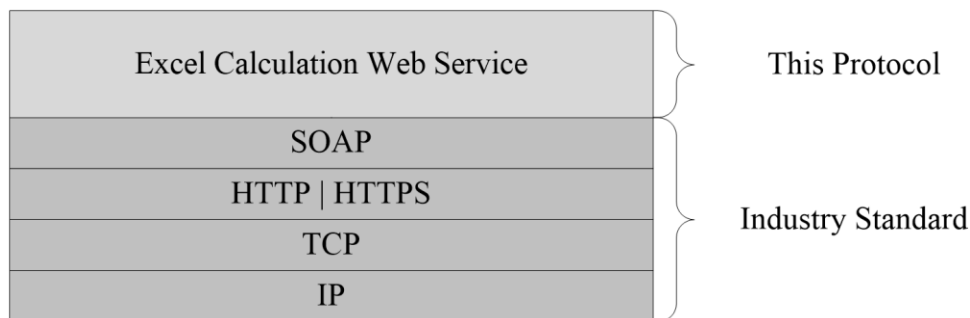 Excel Calculation Web Service
This Protocol
SOAP
HTTP | HTTPS
TCP
Industry Standard
IP